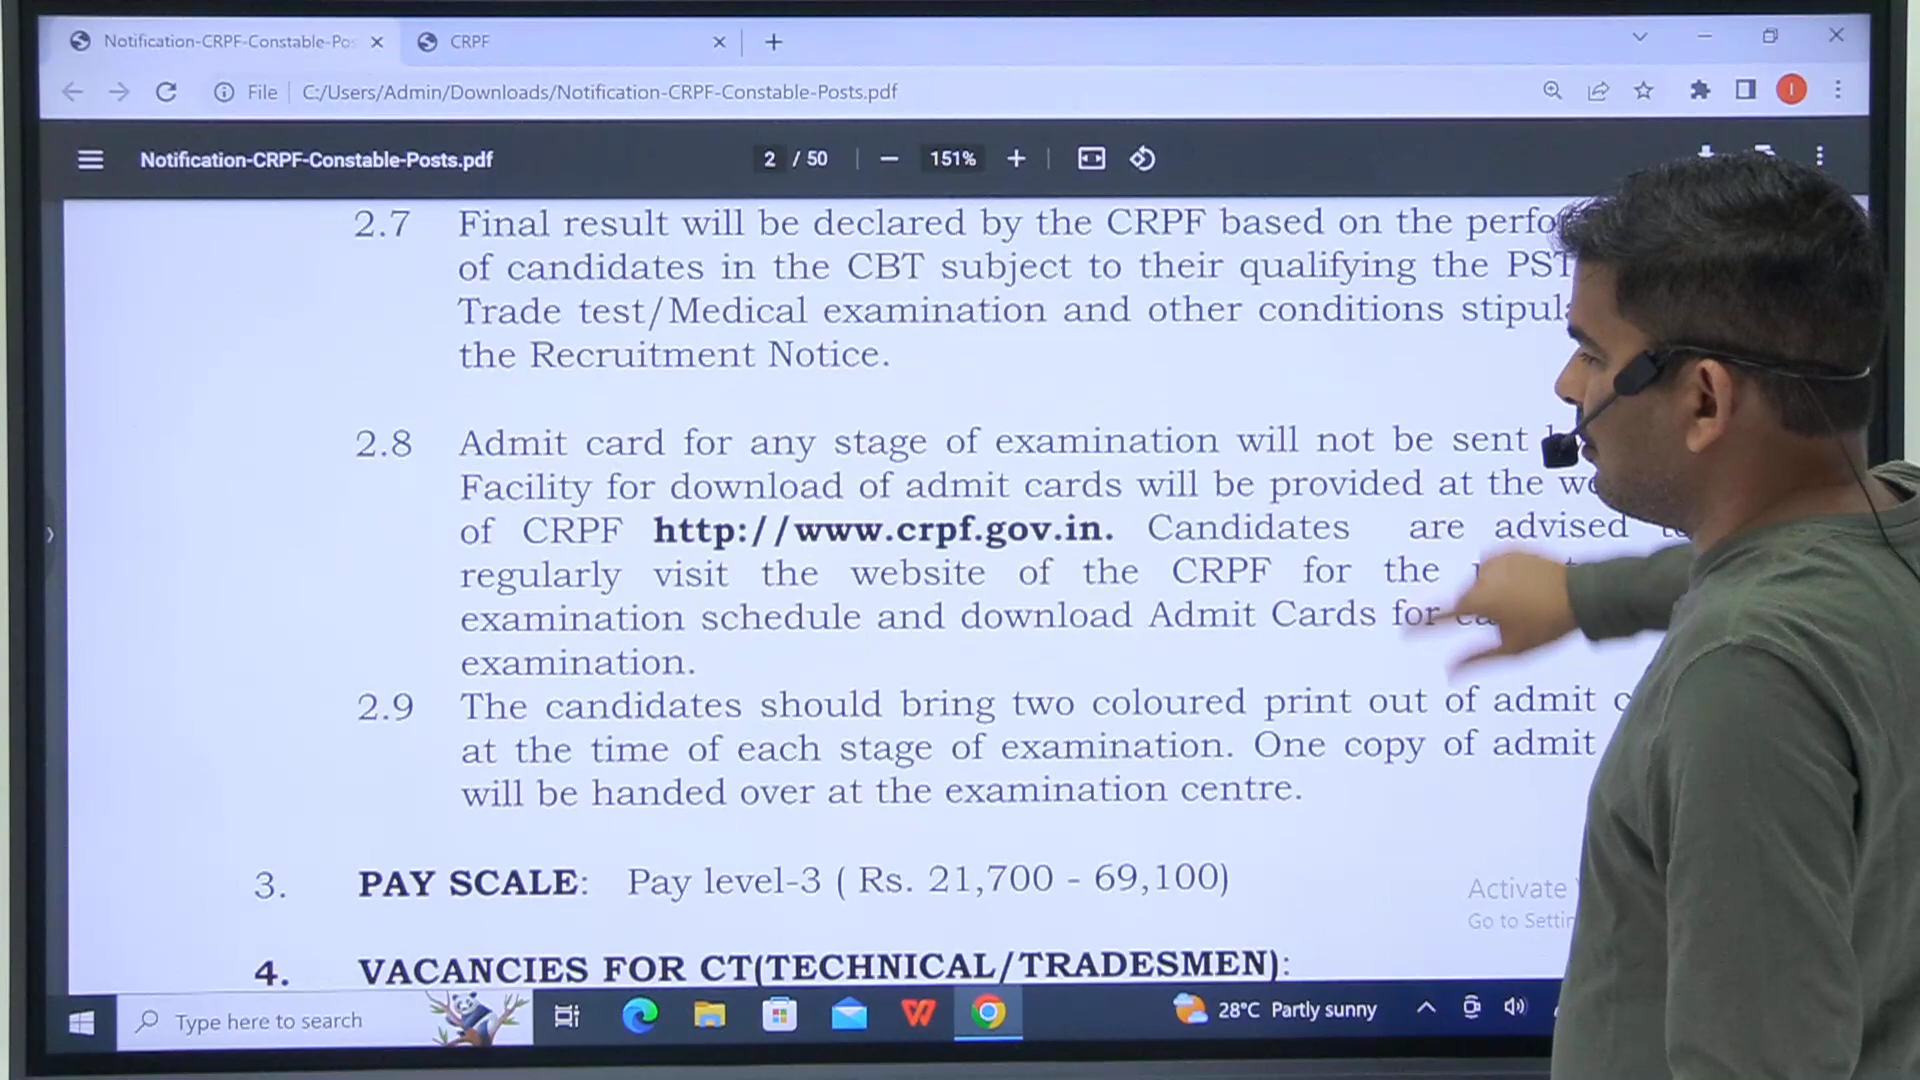 Notification-CRPF-Constable-Pos
CRPF
File C:/Users/Admin/Downloads/Notification-CRPF-Constable-Posts.pdf
I
Notification-CRPF-Constable-Posts.pdf 2 / 50 151%
2.7 Final result will be declared by the CRPF based on the perfo
of candidates in the CBT subject to their qualifying the PST
Trade test/Medical examination and other conditions stipul
the Recruitment Notice.
2.8 Admit card for any stage of examination will not be sent
Facility for download of admit cards will be provided at the we
of CRPF http://www.crpf.gov.in. Candidates are advised
regularly visit the website of the CRPF for the
examination schedule and download Admit Cards for
examination.
2.9 The candidates should bring two coloured print out of admit c
at the time of each stage of examination. One copy of admit
will be handed over at the examination centre.
3. PAY SCALE: Pay level-3 ( Rs. 21,700 - 69,100)
Activate
Go to Settin
4. VACANCIES FOR CT(TECHNICAL/TRADESMEN):
Type here to search
28°C Partly sunny